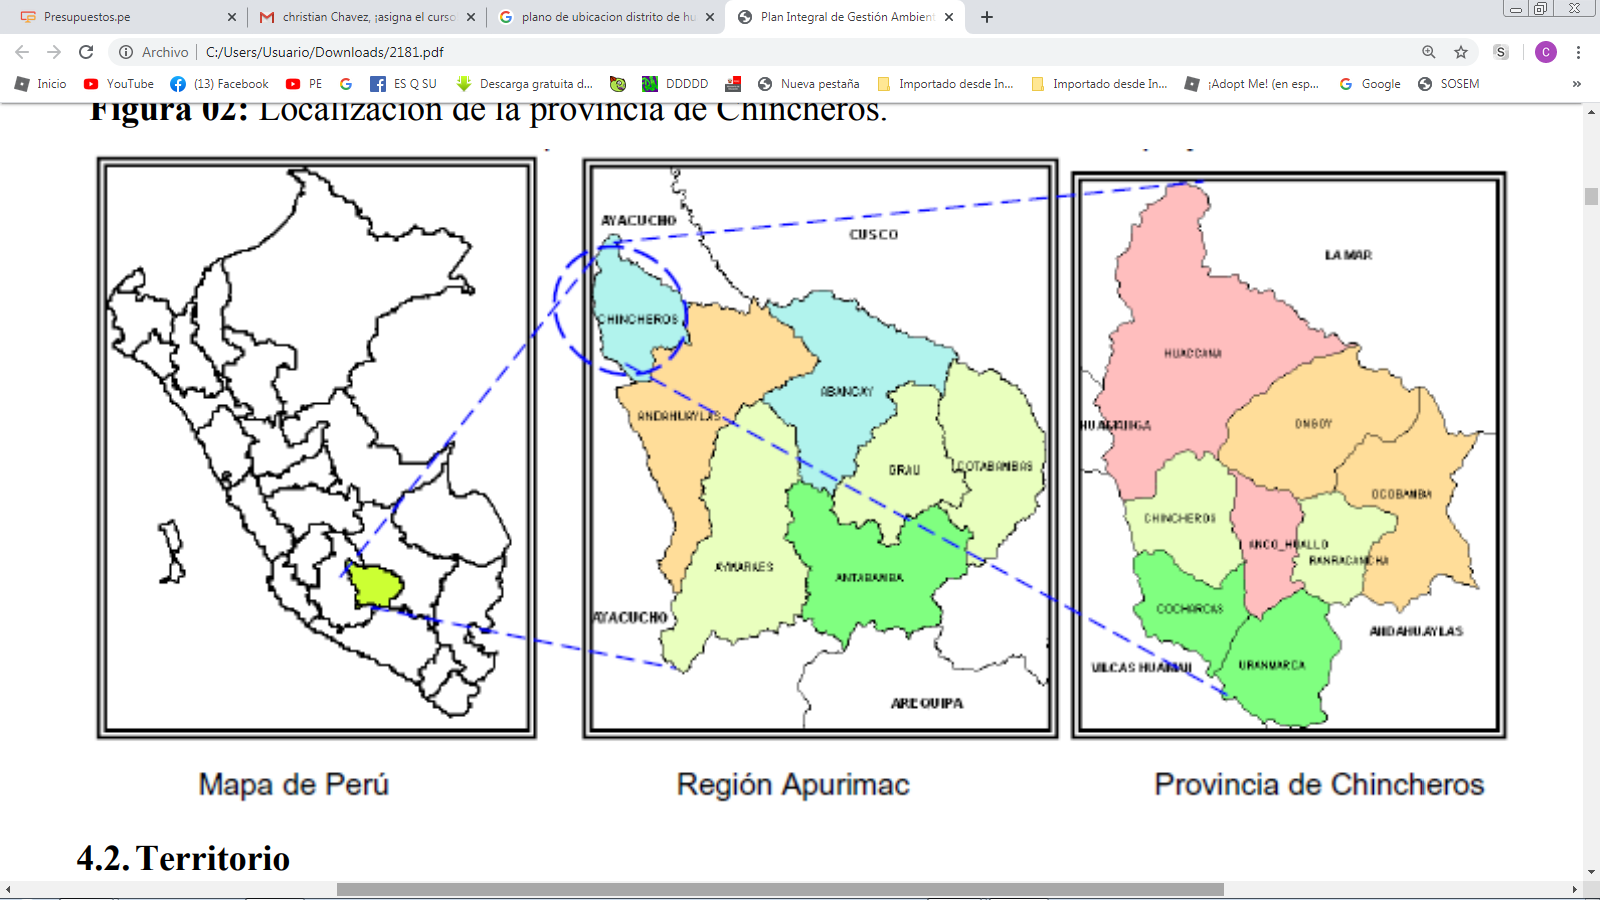 Presupuestos.pe
christian Chavez, ¡asigna el curso
plano de ubicacion distrito de hu
Plan Integral de Gestión Ambient
Archivo
C:/Users/Usuario/Downloads/2181.pdf
S
C
Inicio
YouTube
(13) Facebook
PE
ES Q SU
Descarga gratuita d...
DDDDD
Nueva pestaña
Importado desde In...
Importado desde In...
¡Adopt Me! (en esp...
Google
SOSEM
»
Figura 02: Localización de la provincia de Chincheros.
AYACUCHO
CUSCO
CHINCHEROS
ABANCAY
ANDAHUAYLAS
GRAU
COTABAMBAS
AYMARAES
ANTABAMBA
AYACUCHO
AREQUIPA
LA MAR
HUACCANA
HUAMANGA
ONGOY
OCOBAMBA
CHINCHEROS
ANCO_HUALLO
RANRACANCHA
COCHARCAS
ANDAHUAYLAS
VILCAS HUAMAN
URANMARCA
Mapa de Perú
Región Apurimac
Provincia de Chincheros
4.2. Territorio